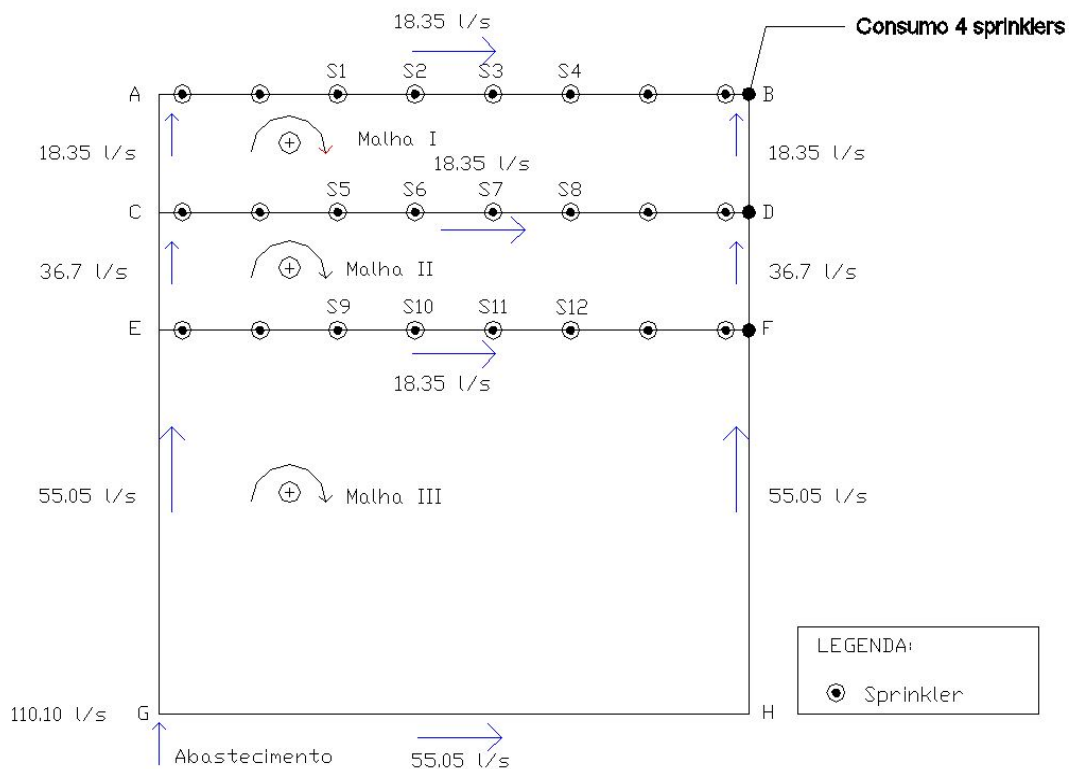 18.35 l/s
Consumo 4 sprinklers
S1 S2 S3 S4
A B
Malha I
18.35 l/s 18.35 l/s 18.35 l/s
S5 S6 S7 S8
C D
36.7 l/s Malha II 36.7 l/s
S9 S10 S11 S12
E F
18.35 l/s
55.05 l/s Malha III 55.05 l/s
LEGENDA:
Sprinkler
110.10 l/s G H
Abastecimento 55.05 l/s